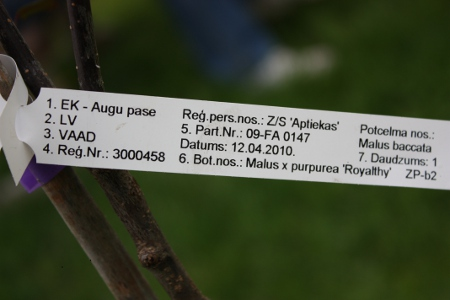 1. EK - Augu pase
2. LV
3. VAAD
4. Reģ.Nr.: 3000458
Reģ.pers.nos.: Z/S 'Aptiekas'
5. Part.Nr.: 09-FA 0147
Datums: 12.04.2010.
6. Bot.nos.: Malus x purpurea 'Royalthy'
Potcelma nos.:
Malus baccata
7. Daudzums: 1
ZP-b2